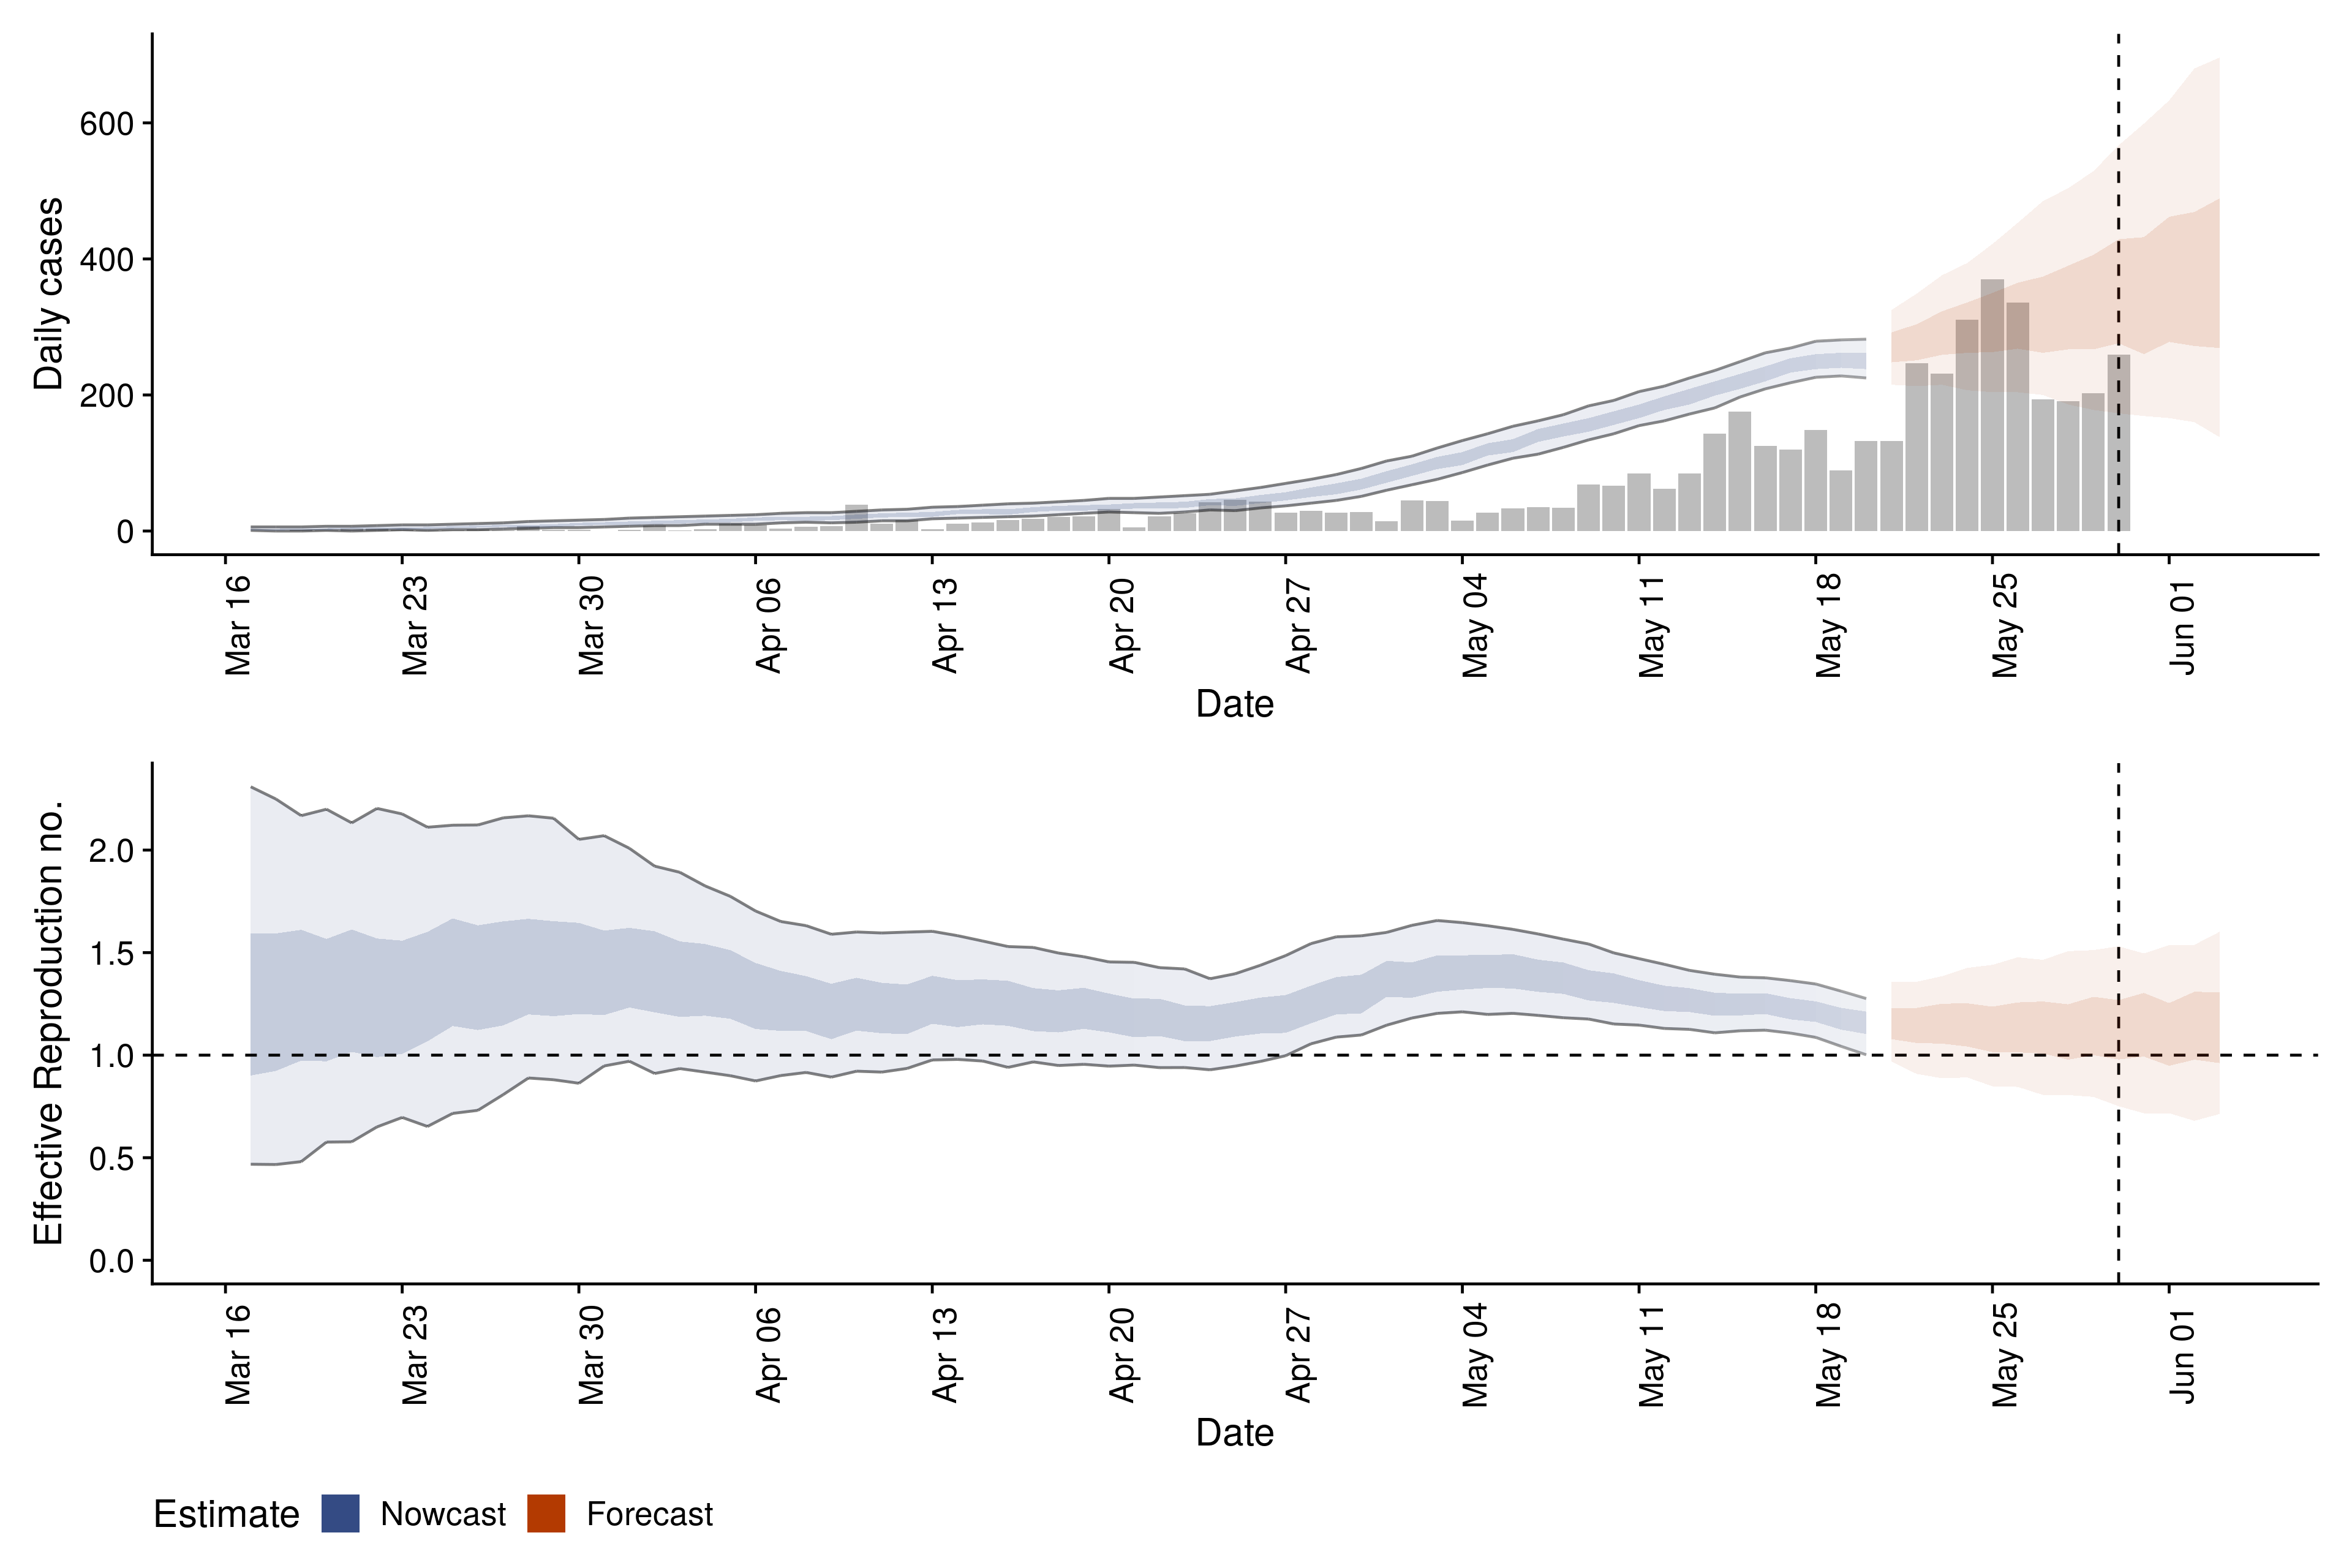 Daily cases
600
400
200
0
Mar 16
Mar 23
Mar 30
Apr 06
Apr 13
Apr 20
Apr 27
May 04
May 11
May 18
May 25
Jun 01
Date
Effective Reproduction no.
2.0
1.5
1.0
0.5
0.0
Mar 16
Mar 23
Mar 30
Apr 06
Apr 13
Apr 20
Apr 27
May 04
May 11
May 18
May 25
Jun 01
Date
Estimate Nowcast Forecast